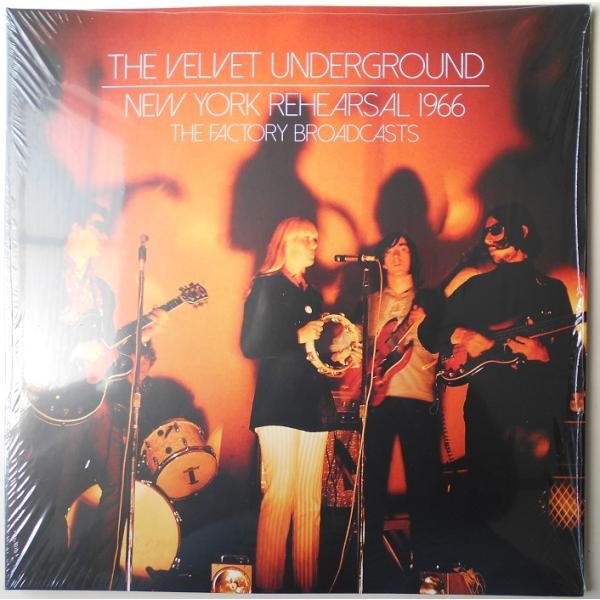 THE VELVET UNDERGROUND
NEW YORK REHEARSAL 1966
THE FACTORY BROADCASTS
T